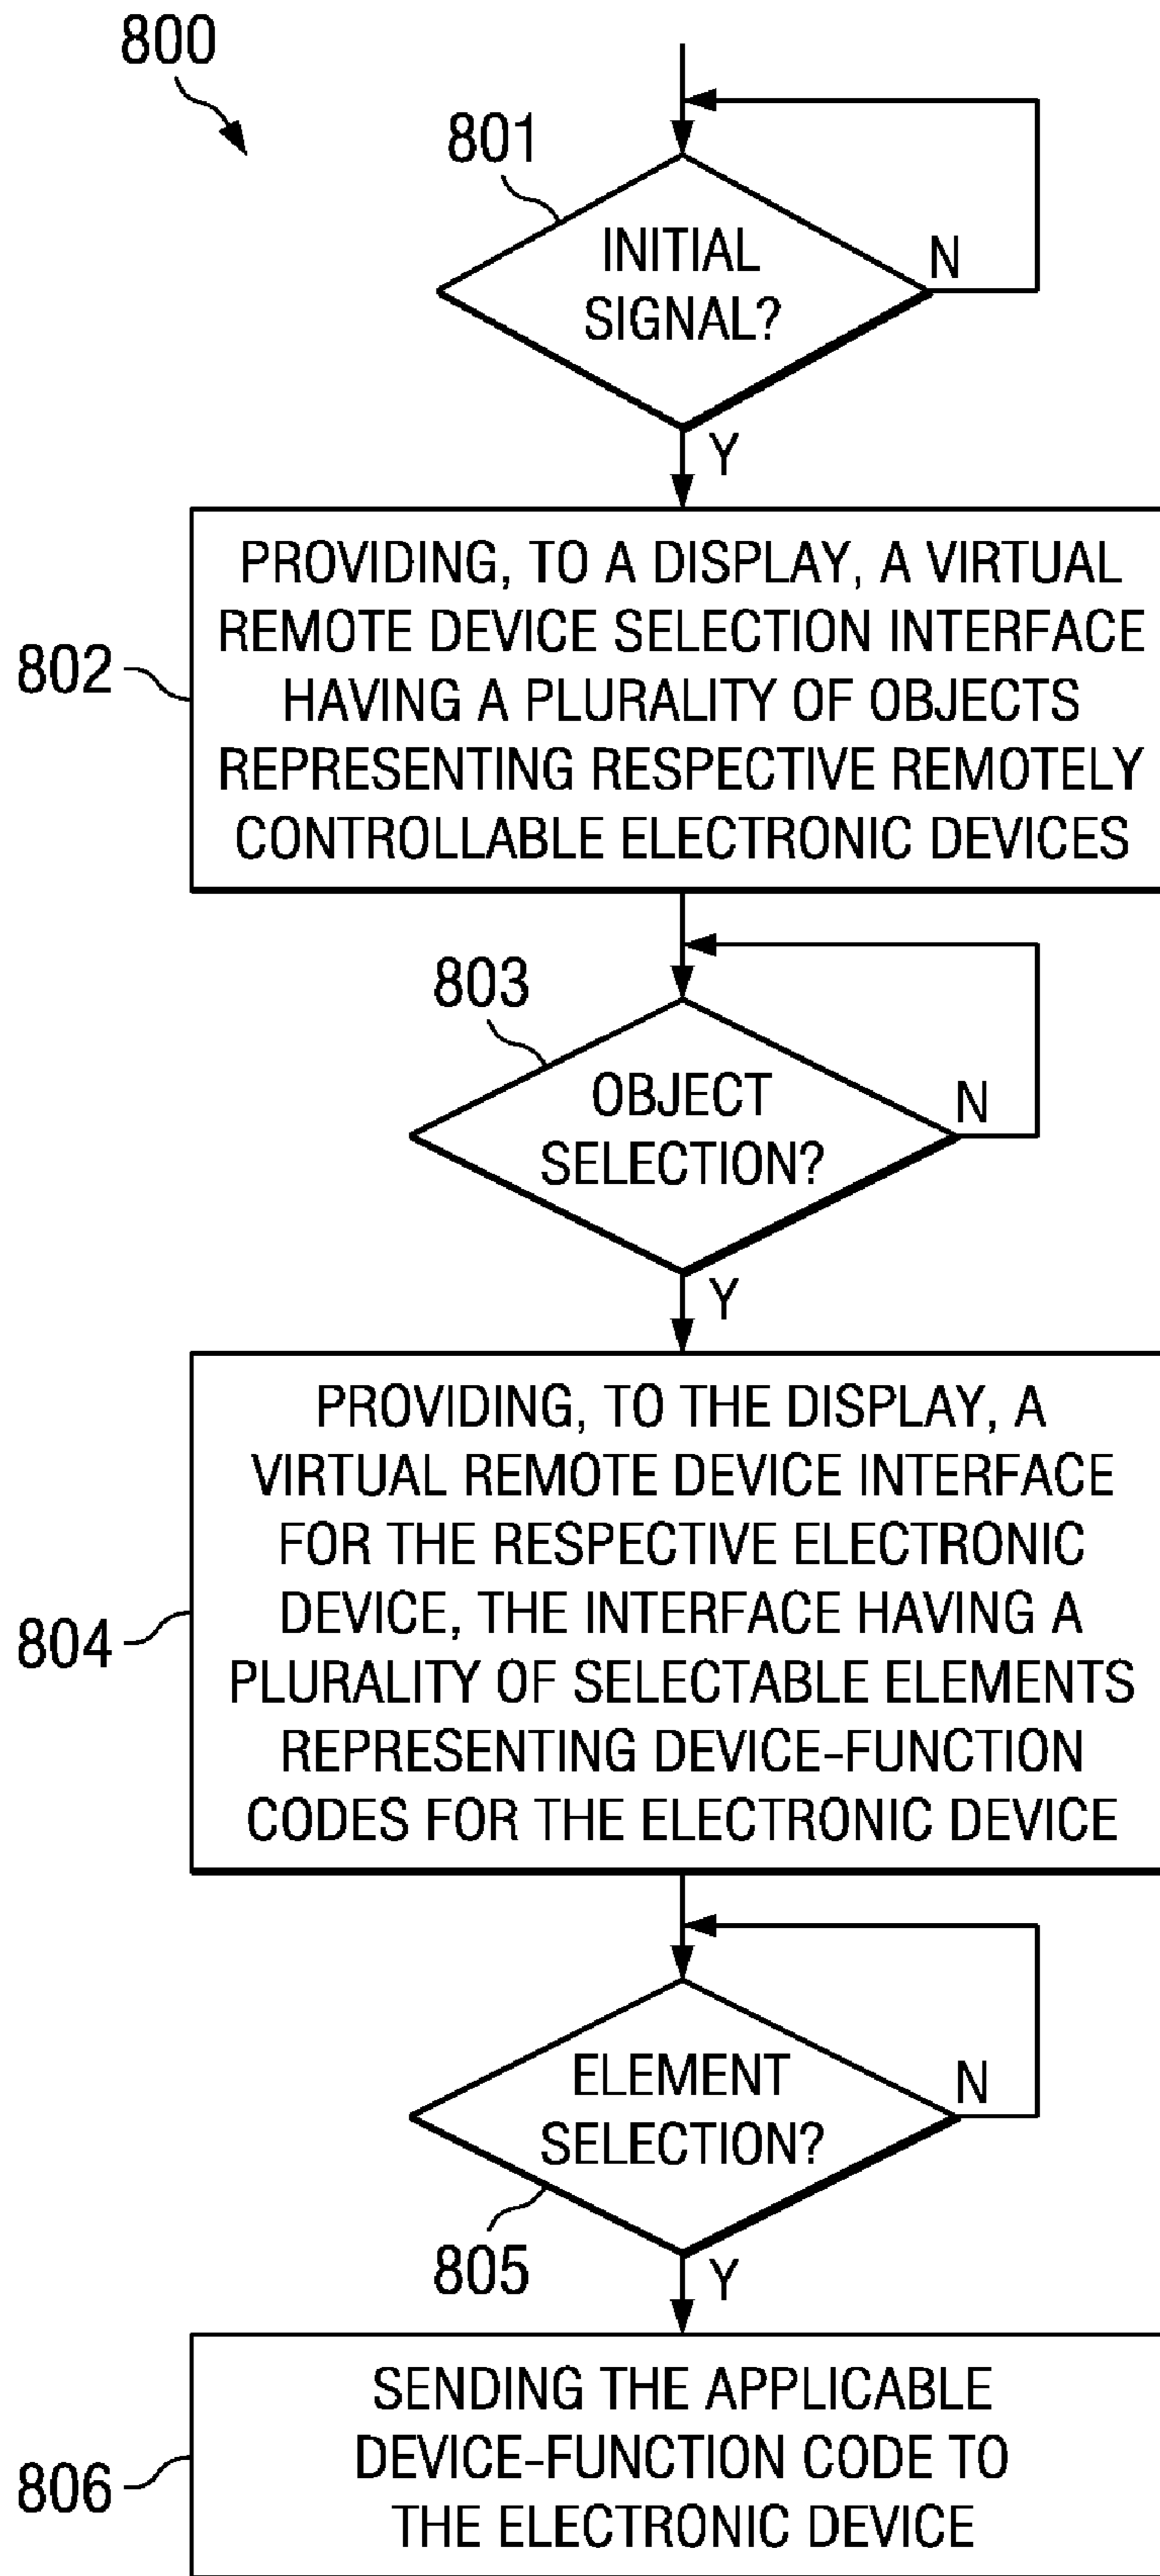 800
801
INITIAL
SIGNAL?
N
Y
802
PROVIDING, TO A DISPLAY, A VIRTUAL
REMOTE DEVICE SELECTION INTERFACE
HAVING A PLURALITY OF OBJECTS
REPRESENTING RESPECTIVE REMOTELY
CONTROLLABLE ELECTRONIC DEVICES
803
OBJECT
SELECTION?
N
Y
804
PROVIDING, TO THE DISPLAY, A
VIRTUAL REMOTE DEVICE INTERFACE
FOR THE RESPECTIVE ELECTRONIC
DEVICE, THE INTERFACE HAVING A
PLURALITY OF SELECTABLE ELEMENTS
REPRESENTING DEVICE-FUNCTION
CODES FOR THE ELECTRONIC DEVICE
ELEMENT
SELECTION?
N
805
Y
806
SENDING THE APPLICABLE
DEVICE-FUNCTION CODE TO
THE ELECTRONIC DEVICE